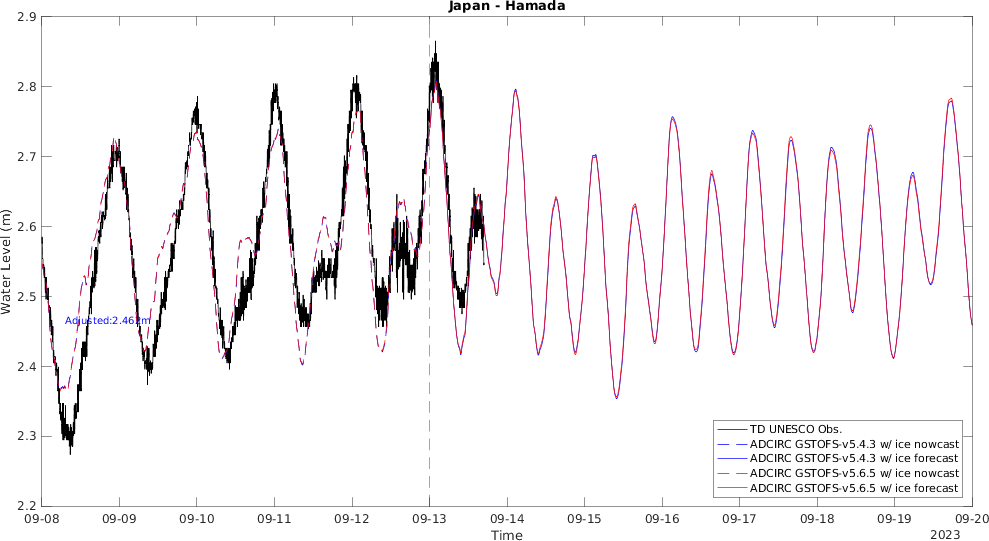 Japan - Hamada
Water Level (m)
2.9
2.8
2.7
2.6
2.5
2.4
2.3
2.2
Adjusted:2.462m
TD UNESCO Obs.
ADCIRC GSTOFS-v5.4.3 w/ ice nowcast
ADCIRC GSTOFS-v5.4.3 w/ ice forecast
ADCIRC GSTOFS-v5.6.5 w/ ice nowcast
ADCIRC GSTOFS-v5.6.5 w/ ice forecast
09-08 09-09 09-10 09-11 09-12 09-13 09-14 09-15 09-16 09-17 09-18 09-19 09-20
Time
2023